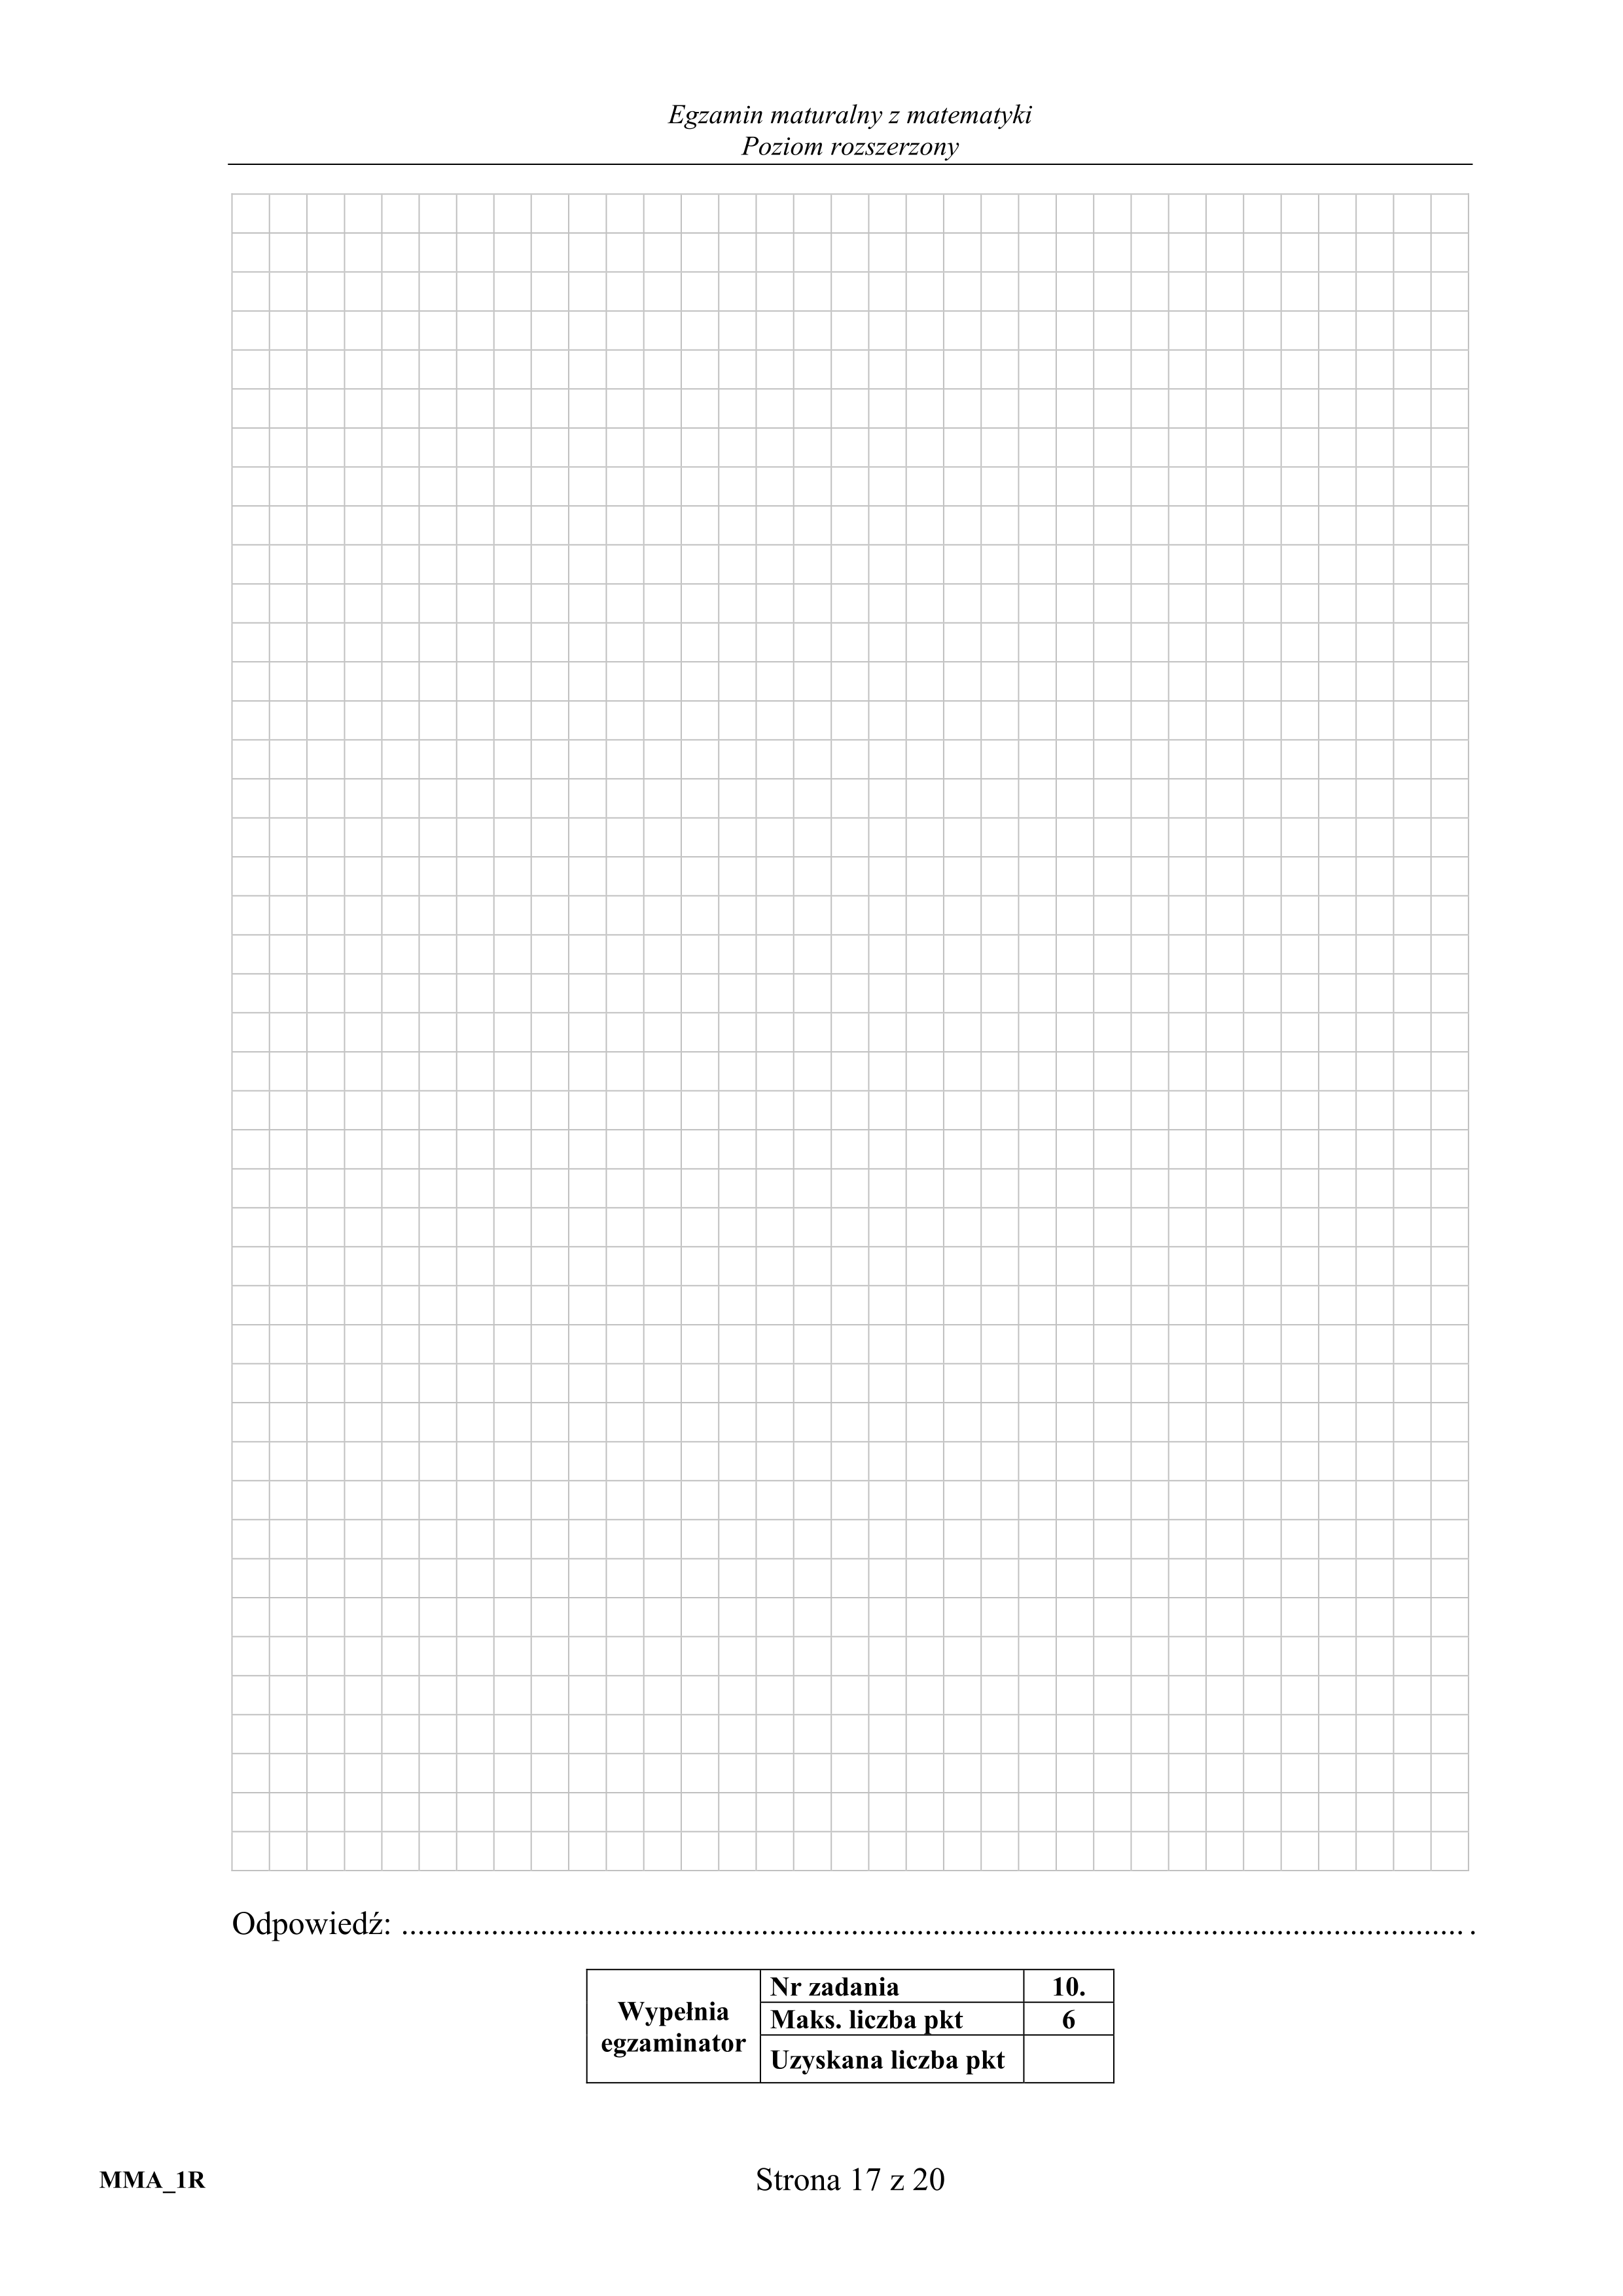 Egzamin maturalny z matematyki
Poziom rozszerzony
Odpowiedź: ................................................................................................................................ .
Wypełnia egzaminator
Nr zadania 10.
Maks. liczba pkt 6
Uzyskana liczba pkt
MMA_1R
Strona 17 z 20